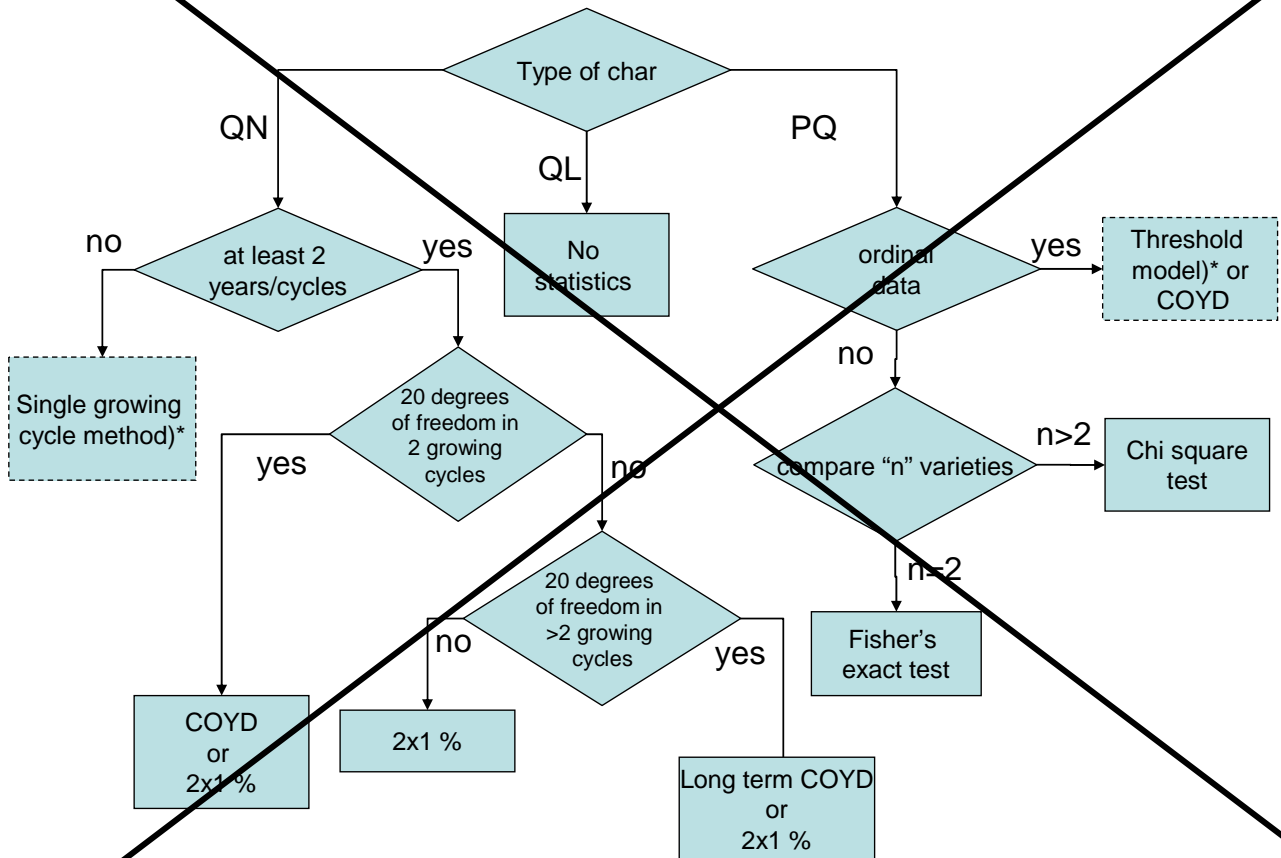 Type of char
QN
QL
PQ
no
at least 2
years/cycles
yes
No
statistics
ordinal
data
yes
Threshold
model)* or
COYD
no
Single growing
cycle method)*
20 degrees
of freedom in
2 growing
cycles
yes
no
compare “n” varieties
n>2
Chi square
test
n=2
20 degrees
of freedom in
>2 growing
cycles
no
yes
Fisher’s
exact test
COYD
or
2x1 %
2x1 %
Long term COYD
or
2x1 %